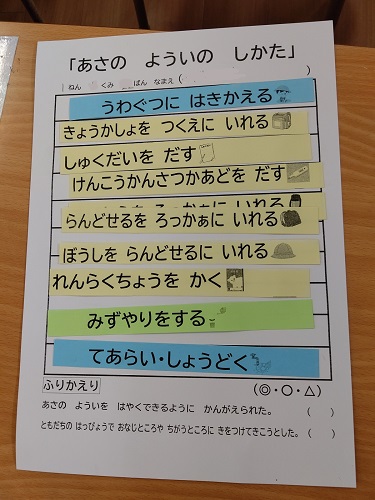 「あさの よういの しかた」
ねん くみ ばん なまえ( )
うわぐつに はきかえる
きょうかしょを つくえに いれる
しゅくだいを だす
けんこうかんさつかあどを だす
いれる
らんどせるを ろっかぁに いれる
ぼうしを らんどせるに いれる
れんらくちょうを かく
みずやりをする
てあらい・しょうどく
ふりかえり (◎・○・△)
あさの よういを はやくできるように かんがえられた。 ( )
ともだちの はっぴょうで おなじところや ちがうところに きをつけてきこうとした。 ( )